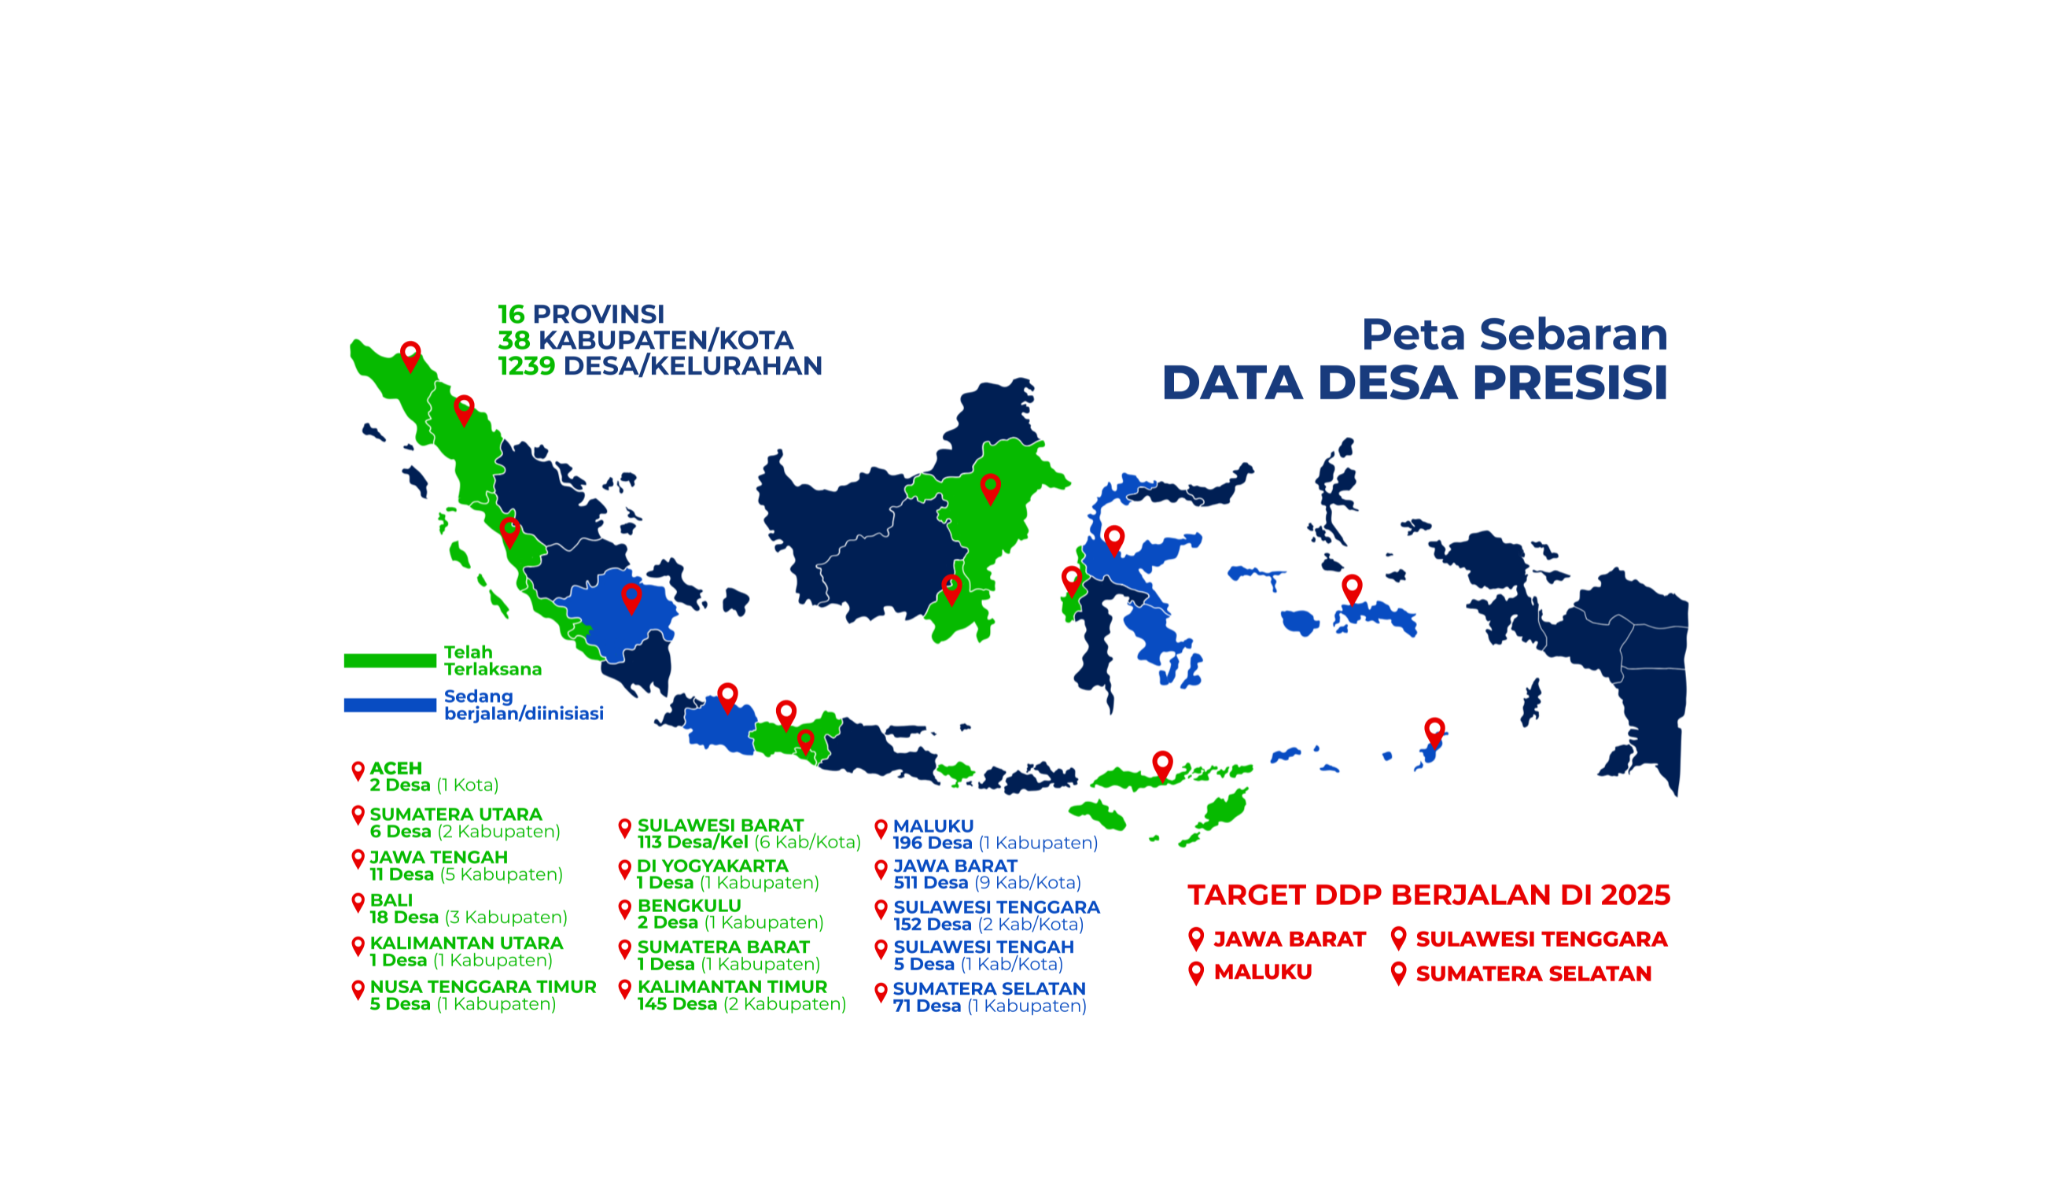 16 PROVINSI
38 KABUPATEN/KOTA
1239 DESA/KELURAHAN
Peta Sebaran
DATA DESA PRESISI
Telah
Terlaksana
Sedang
berjalan/diinisiasi
ACEH
2 Desa (1 Kota)
SUMATERA UTARA
6 Desa (2 Kabupaten)
JAWA TENGAH
11 Desa (5 Kabupaten)
BALI
18 Desa (3 Kabupaten)
KALIMANTAN UTARA
1 Desa (1 Kabupaten)
NUSA TENGGARA TIMUR
5 Desa (1 Kabupaten)
SULAWESI BARAT
113 Desa/Kel (6 Kab/Kota)
DI YOGYAKARTA
1 Desa (1 Kabupaten)
BENGKULU
2 Desa (1 Kabupaten)
SUMATERA BARAT
1 Desa (1 Kabupaten)
KALIMANTAN TIMUR
145 Desa (2 Kabupaten)
MALUKU
196 Desa (1 Kabupaten)
JAWA BARAT
511 Desa (9 Kab/Kota)
SULAWESI TENGGARA
152 Desa (2 Kab/Kota)
SULAWESI TENGAH
5 Desa (1 Kab/Kota)
SUMATERA SELATAN
71 Desa (1 Kabupaten)
TARGET DDP BERJALAN DI 2025
JAWA BARAT
SULAWESI TENGGARA
MALUKU
SUMATERA SELATAN